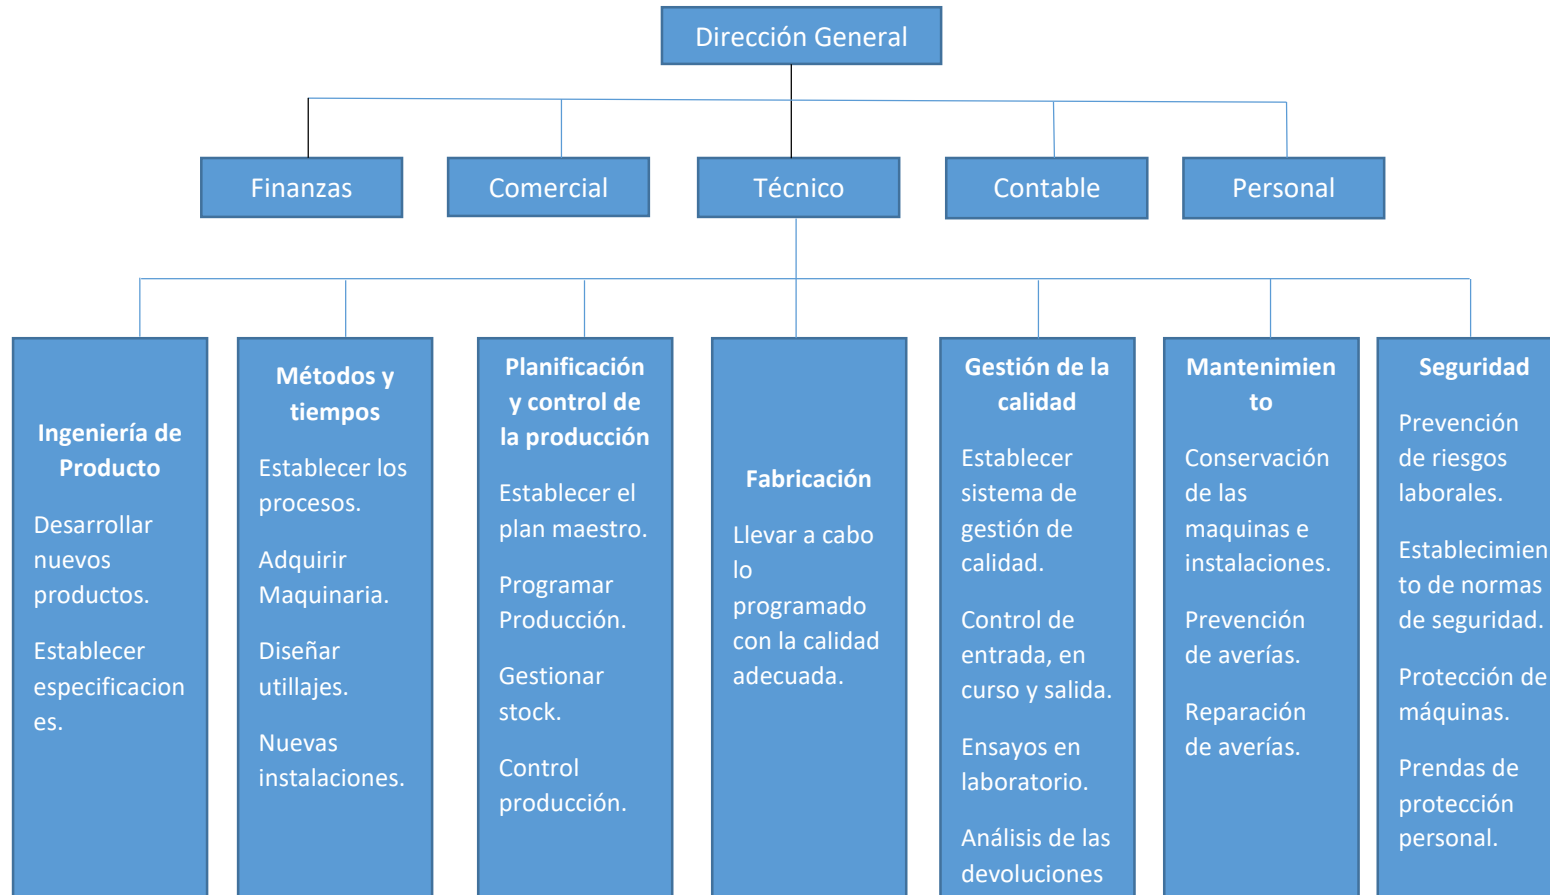 Dirección General
Finanzas
Comercial
Técnico
Contable
Personal
Ingeniería de
Producto
Desarrollar
nuevos
productos.
Establecer
especificacion
es.
Métodos y
tiempos
Establecer los
procesos.
Adquirir
Maquinaria.
Diseñar
utillajes.
Nuevas
instalaciones.
Planificación
y control de
la producción
Establecer el
plan maestro.
Programar
Producción.
Gestionar
stock.
Control
producción.
Fabricación
Llevar a cabo
lo
programado
con la calidad
adecuada.
Gestión de la
calidad
Establecer
sistema de
gestión de
calidad.
Control de
entrada, en
curso y salida.
Ensayos en
laboratorio.
Análisis de las
devoluciones
Mantenimien
to
Conservación
de las
maquinas e
instalaciones.
Prevención
de averías.
Reparación
de averías.
Seguridad
Prevención
de riesgos
laborales.
Establecimien
to de normas
de seguridad.
Protección de
máquinas.
Prendas de
protección
personal.